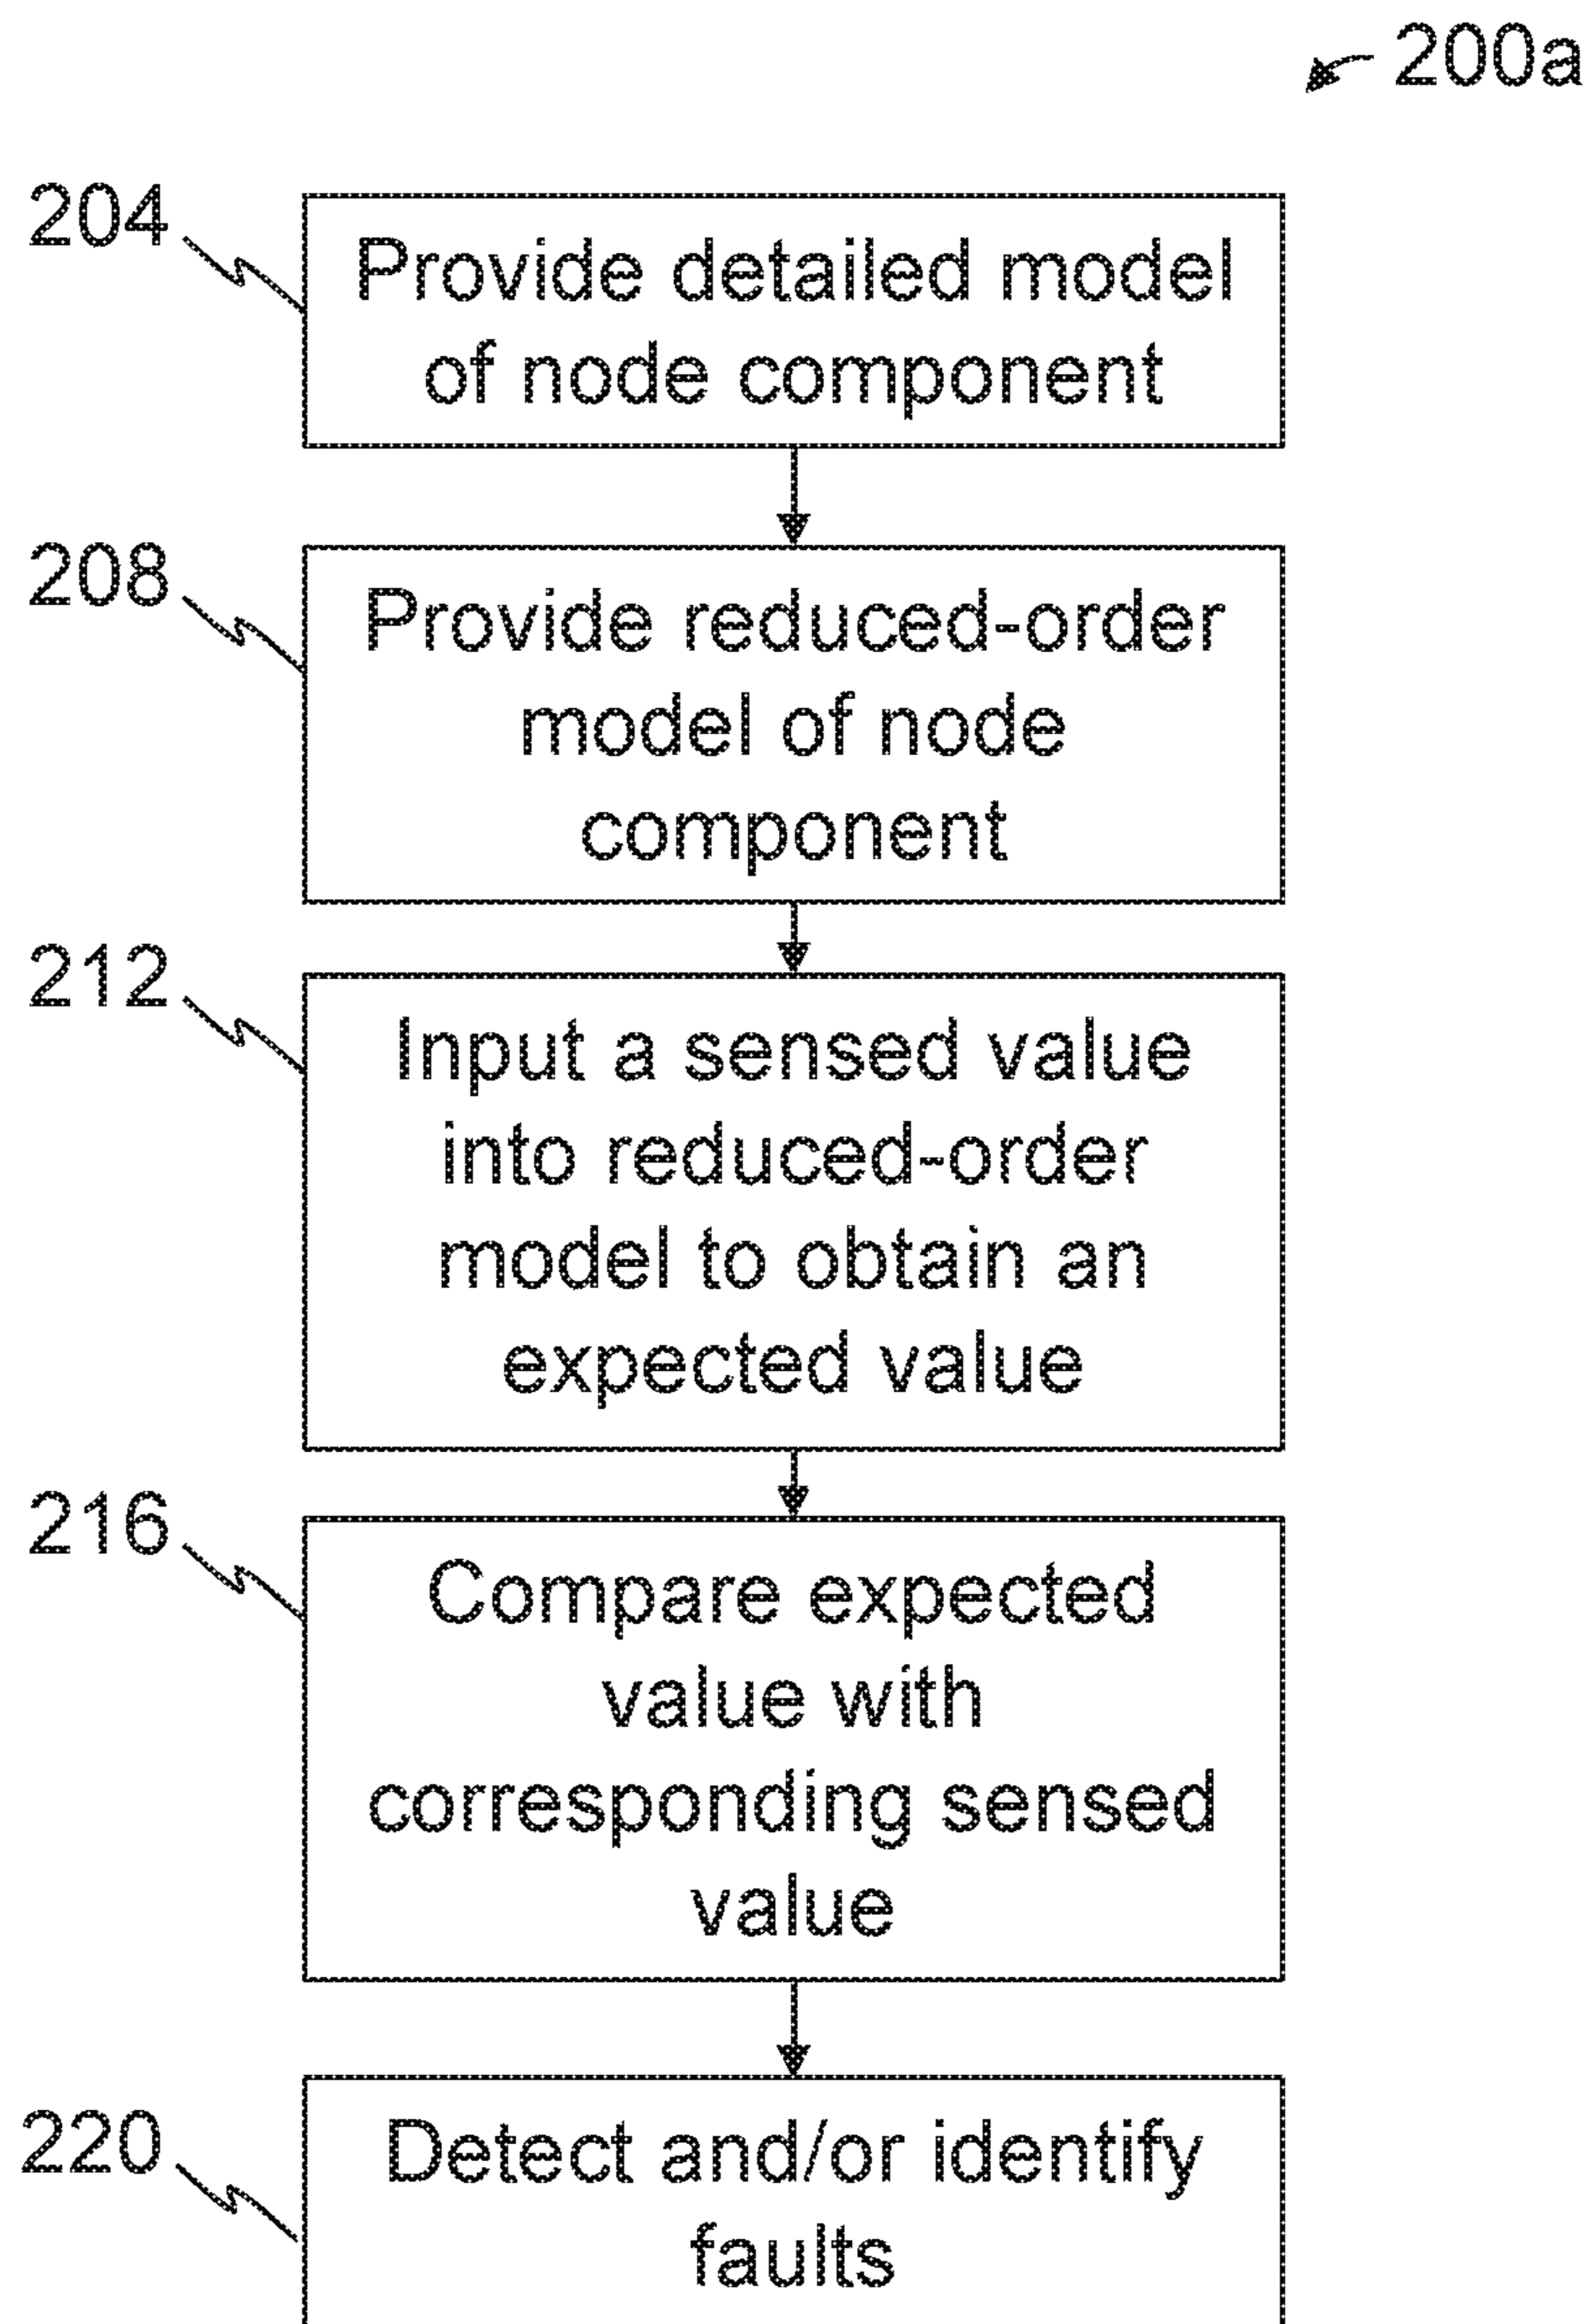 200a
204
Provide detailed model
of node component
208
Provide reduced-order
model of node
component
212
Input a sensed value
into reduced-order
model to obtain an
expected value
216
Compare expected
value with
corresponding sensed
value
220
Detect and/or identify
faults